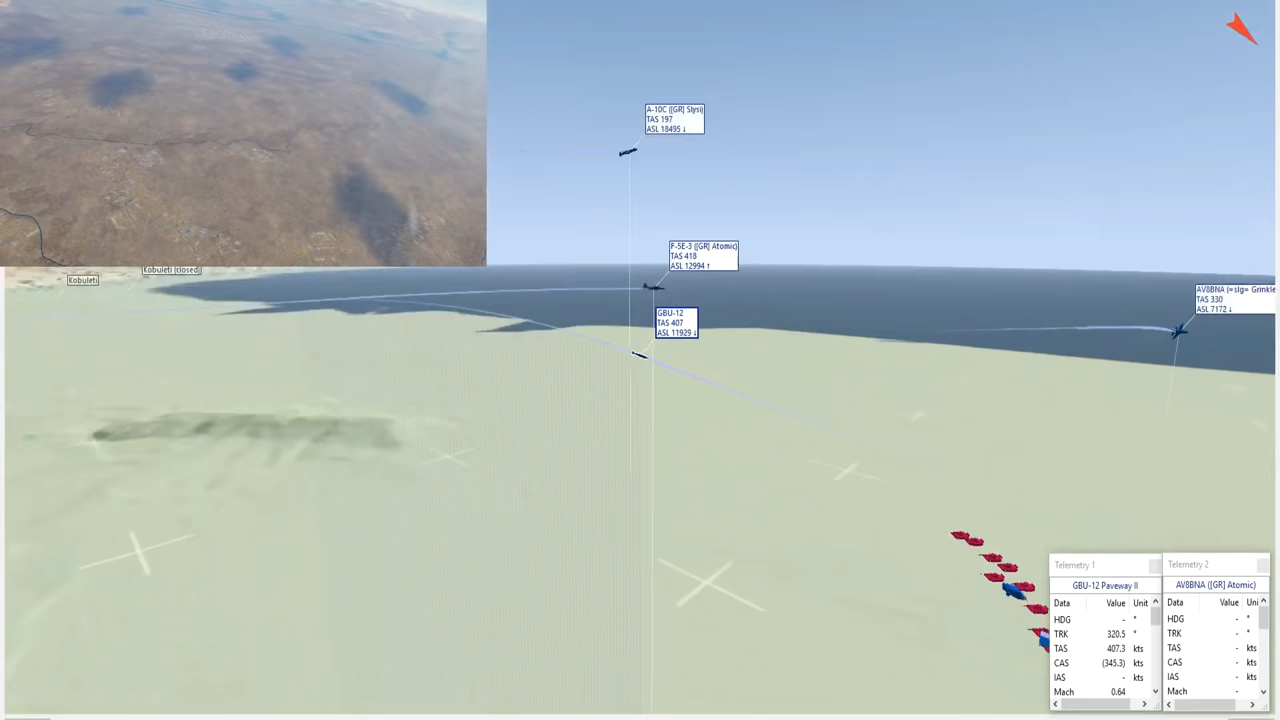 A-10C ([GR] Slysi)
TAS 197
ASL 18495 ↓
F-5E-3 ([GR] Atomic)
TAS 418
ASL 12994 ↑
Kobuleti
Kobuleti (closed)
GBU-12
TAS 407
ASL 11929 ↓
AV8BNA (=sig= Grinkle
TAS 330
ASL 7172 ↓
Telemetry 1
GBU-12 Paveway II
Data Value Unit
HDG - °
TRK 320.5 °
TAS 407.3 kts
CAS (345.3) kts
IAS - kts
Mach 0.64
Telemetry 2
AV8BNA ([GR] Atomic)
Data Value Uni
HDG - °
TRK - °
TAS - kts
CAS - kts
IAS - kts
Mach -